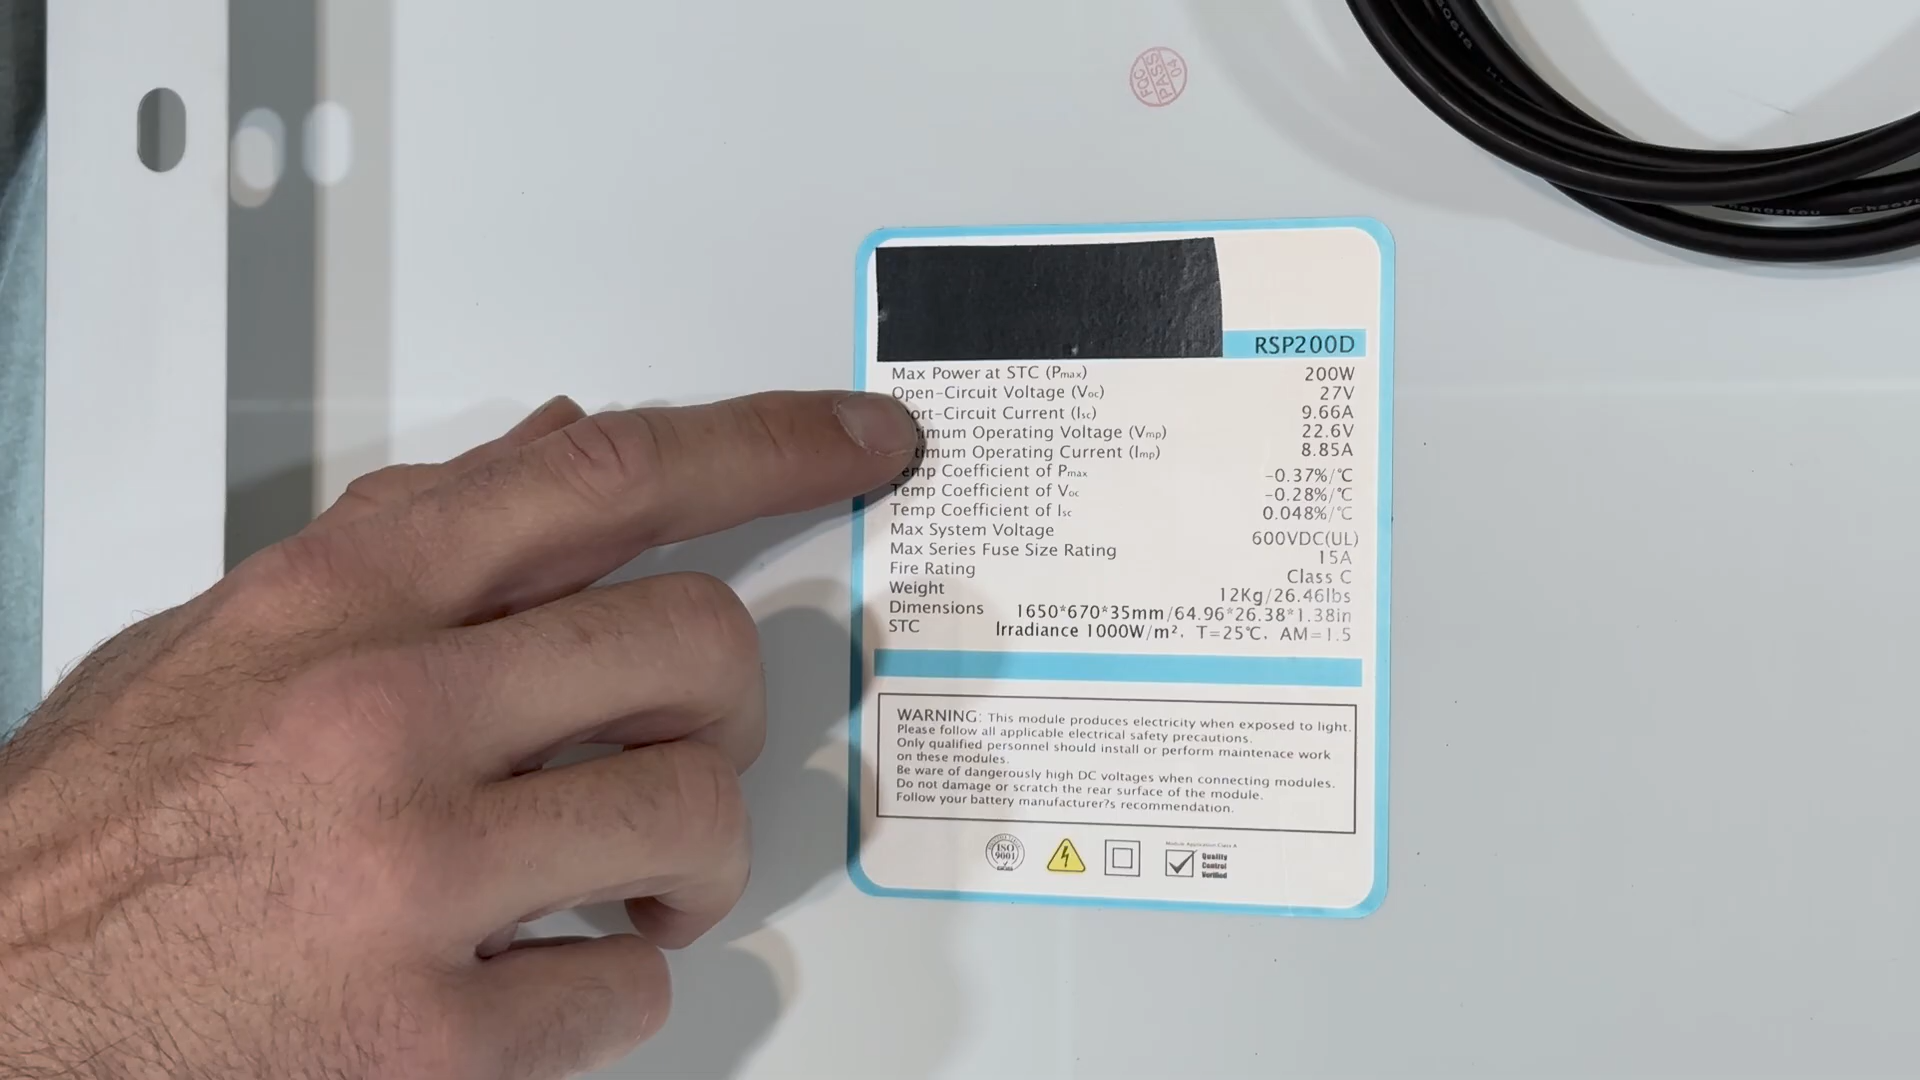 FQC
PASS
04
RSP200D
Max Power at STC (Pmax) 200W
Open-Circuit Voltage (Voc) 27V
ort-Circuit Current (Isc) 9.66A
timum Operating Voltage (Vmp) 22.6V
timum Operating Current (Imp) 8.85A
Temp Coefficient of Pmax -0.37%/°C
Temp Coefficient of Voc -0.28%/°C
Temp Coefficient of Isc 0.048%/°C
Max System Voltage 600VDC(UL)
Max Series Fuse Size Rating 15A
Fire Rating Class C
Weight 12Kg/26.46lbs
Dimensions 1650*670*35mm/64.96*26.38*1.38in
STC Irradiance 1000W/m², T=25°C, AM=1.5
WARNING: This module produces electricity when exposed to light.
Please follow all applicable electrical safety precautions.
Only qualified personnel should install or perform maintenace work
on these modules.
Be ware of dangerously high DC voltages when connecting modules.
Do not damage or scratch the rear surface of the module.
Follow your battery manufacturer?s recommendation.
ISO
9001
Module Application Class A
Quality
Control
Verified